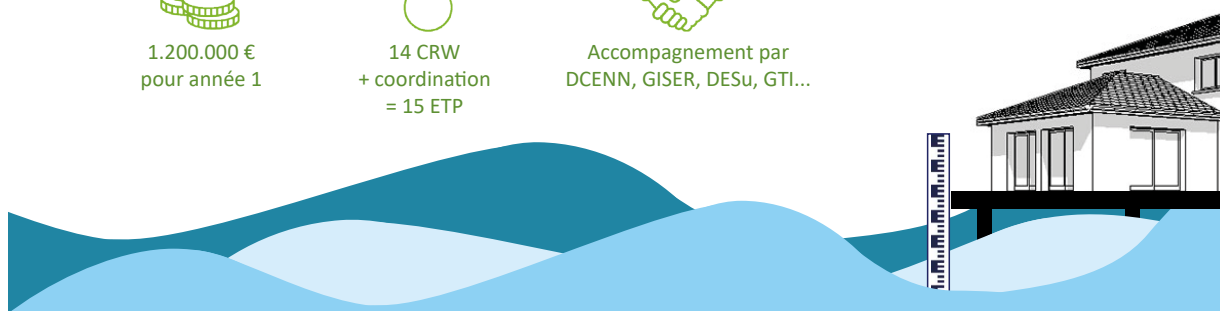 1.200.000 €
pour année 1
14 CRW
+ coordination
= 15 ETP
Accompagnement par
DCENN, GISER, DESu, GTI...